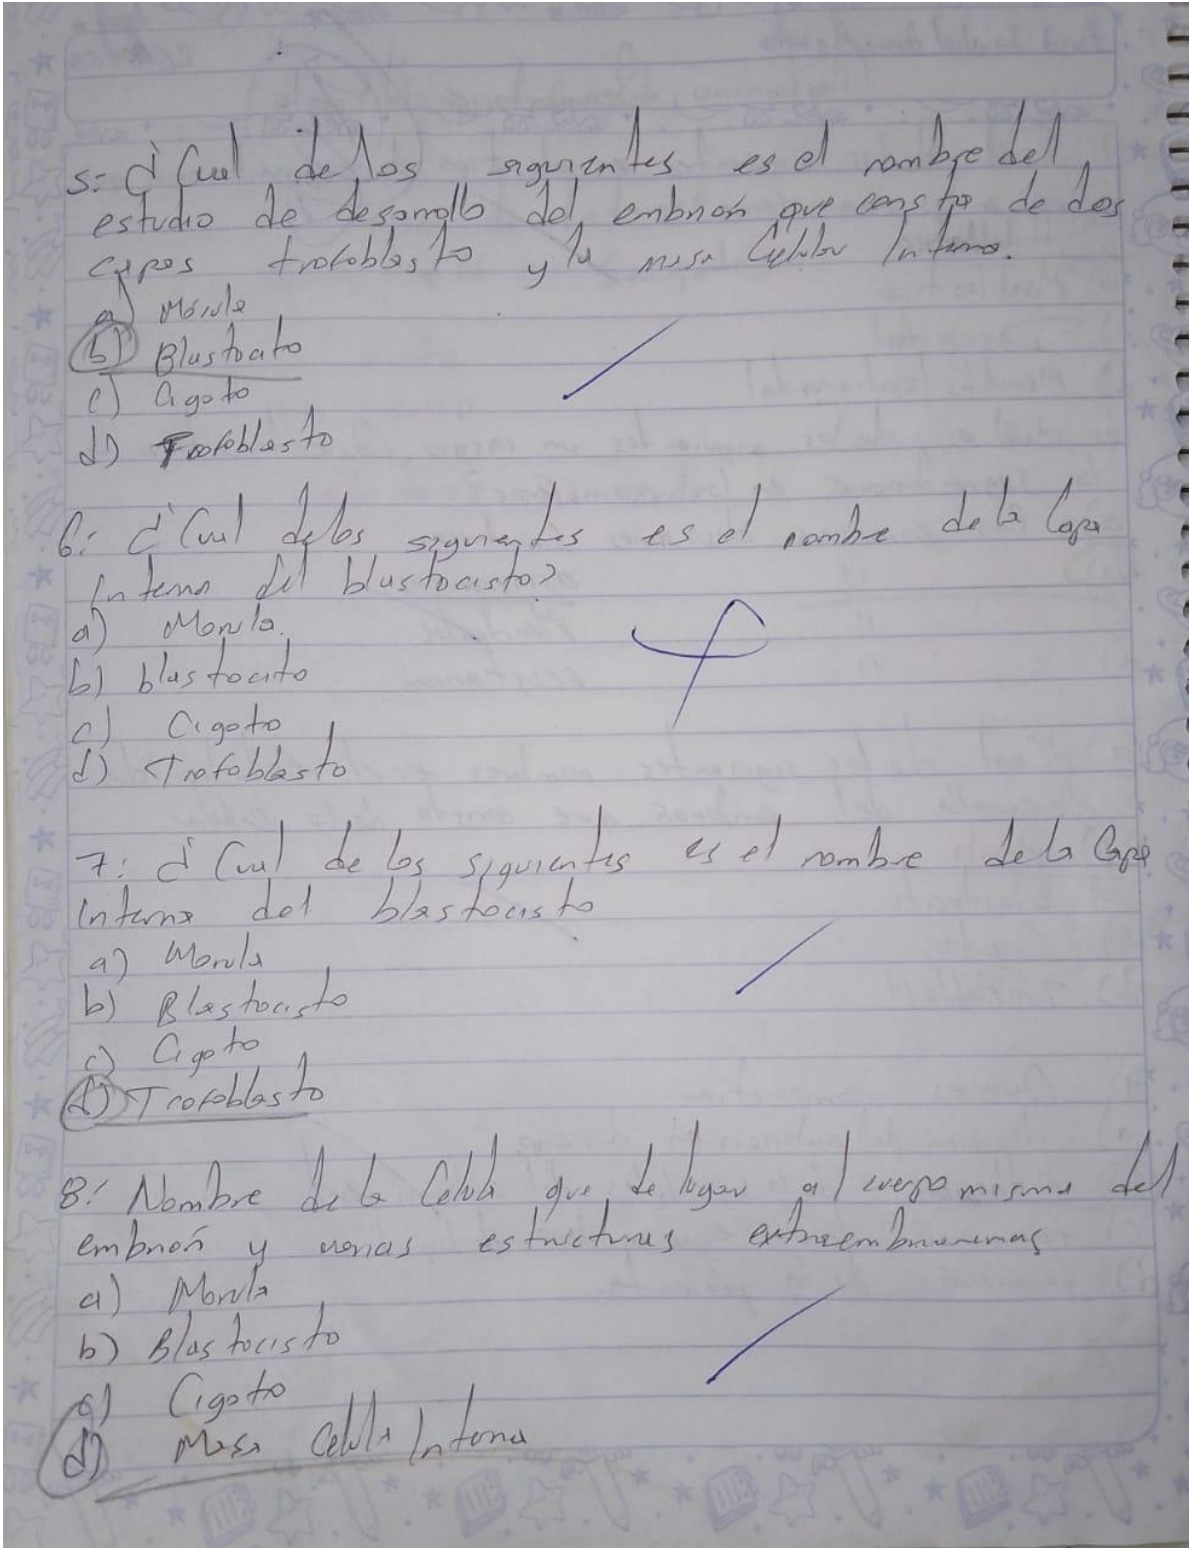 5: ¿Cual de los siguientes es el nombre del
estudio de desarrollo del embrión que consta de dos
capas trofoblasto y la masa Celular Interna.
a) Mórula
b) Blastocito
c) Cigoto
d) Trofoblasto
6: ¿Cual de los siguientes es el nombre de la Capa
Interna del blastocisto?
a) Morula.
b) blastocito
c) Cigoto
d) Trofoblasto
7: ¿Cual de los siguientes es el nombre de la Capa
Interna del blastocisto
a) Morula
b) Blastocisto
c) Cigoto
d) Trofoblasto
8: Nombre de la Celula que de lugar al cuerpo mismo del
embrión y varias estructuras extraembrionarias
a) Morula
b) Blastocisto
c) Cigoto
d) Masa Celula Interna